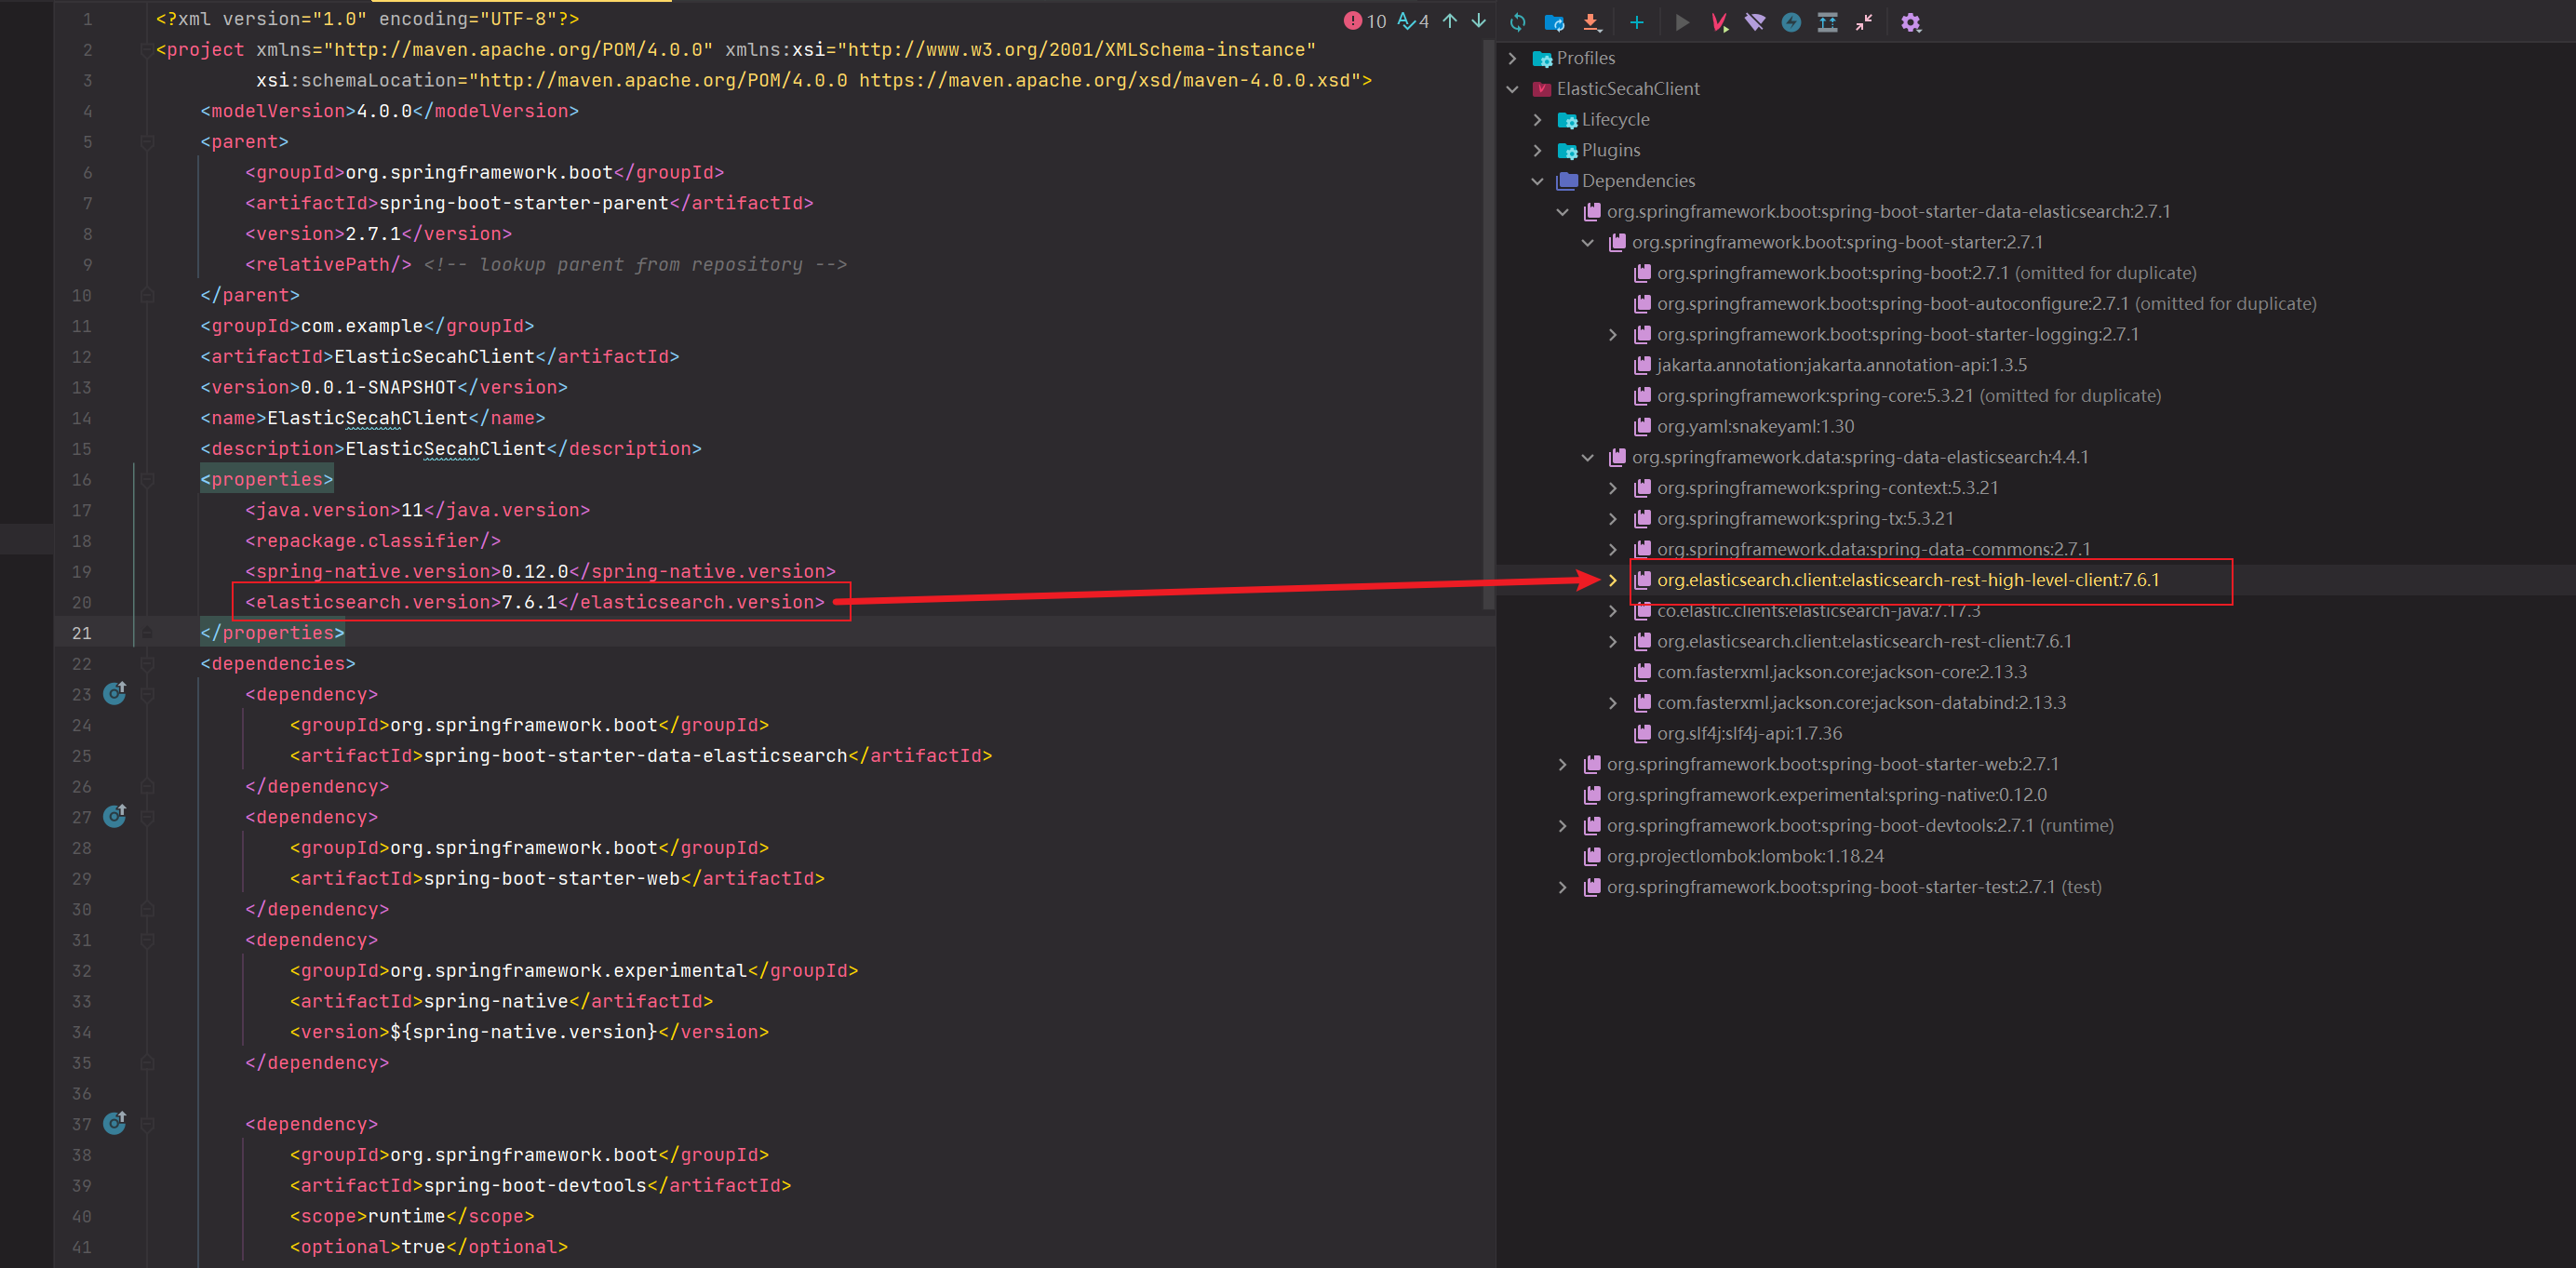 1 <?xml version="1.0" encoding="UTF-8"?>
2 <project xmlns="http://maven.apache.org/POM/4.0.0" xmlns:xsi="http://www.w3.org/2001/XMLSchema-instance"
3 xsi:schemaLocation="http://maven.apache.org/POM/4.0.0 https://maven.apache.org/xsd/maven-4.0.0.xsd">
4 <modelVersion>4.0.0</modelVersion>
5 <parent>
6 <groupId>org.springframework.boot</groupId>
7 <artifactId>spring-boot-starter-parent</artifactId>
8 <version>2.7.1</version>
9 <relativePath/> <!-- lookup parent from repository -->
10 </parent>
11 <groupId>com.example</groupId>
12 <artifactId>ElasticSecahClient</artifactId>
13 <version>0.0.1-SNAPSHOT</version>
14 <name>ElasticSecahClient</name>
15 <description>ElasticSecahClient</description>
16 <properties>
17 <java.version>11</java.version>
18 <repackage.classifier/>
19 <spring-native.version>0.12.0</spring-native.version>
20 <elasticsearch.version>7.6.1</elasticsearch.version>
21 </properties>
22 <dependencies>
23 <dependency>
24 <groupId>org.springframework.boot</groupId>
25 <artifactId>spring-boot-starter-data-elasticsearch</artifactId>
26 </dependency>
27 <dependency>
28 <groupId>org.springframework.boot</groupId>
29 <artifactId>spring-boot-starter-web</artifactId>
30 </dependency>
31 <dependency>
32 <groupId>org.springframework.experimental</groupId>
33 <artifactId>spring-native</artifactId>
34 <version>${spring-native.version}</version>
35 </dependency>
36
37 <dependency>
38 <groupId>org.springframework.boot</groupId>
39 <artifactId>spring-boot-devtools</artifactId>
40 <scope>runtime</scope>
41 <optional>true</optional>
10 4
Profiles
ElasticSecahClient
Lifecycle
Plugins
Dependencies
org.springframework.boot:spring-boot-starter-data-elasticsearch:2.7.1
org.springframework.boot:spring-boot-starter:2.7.1
org.springframework.boot:spring-boot:2.7.1 (omitted for duplicate)
org.springframework.boot:spring-boot-autoconfigure:2.7.1 (omitted for duplicate)
org.springframework.boot:spring-boot-starter-logging:2.7.1
jakarta.annotation:jakarta.annotation-api:1.3.5
org.springframework:spring-core:5.3.21 (omitted for duplicate)
org.yaml:snakeyaml:1.30
org.springframework.data:spring-data-elasticsearch:4.4.1
org.springframework:spring-context:5.3.21
org.springframework:spring-tx:5.3.21
org.springframework.data:spring-data-commons:2.7.1
org.elasticsearch.client:elasticsearch-rest-high-level-client:7.6.1
co.elastic.clients:elasticsearch-java:7.17.3
org.elasticsearch.client:elasticsearch-rest-client:7.6.1
com.fasterxml.jackson.core:jackson-core:2.13.3
com.fasterxml.jackson.core:jackson-databind:2.13.3
org.slf4j:slf4j-api:1.7.36
org.springframework.boot:spring-boot-starter-web:2.7.1
org.springframework.experimental:spring-native:0.12.0
org.springframework.boot:spring-boot-devtools:2.7.1 (runtime)
org.projectlombok:lombok:1.18.24
org.springframework.boot:spring-boot-starter-test:2.7.1 (test)